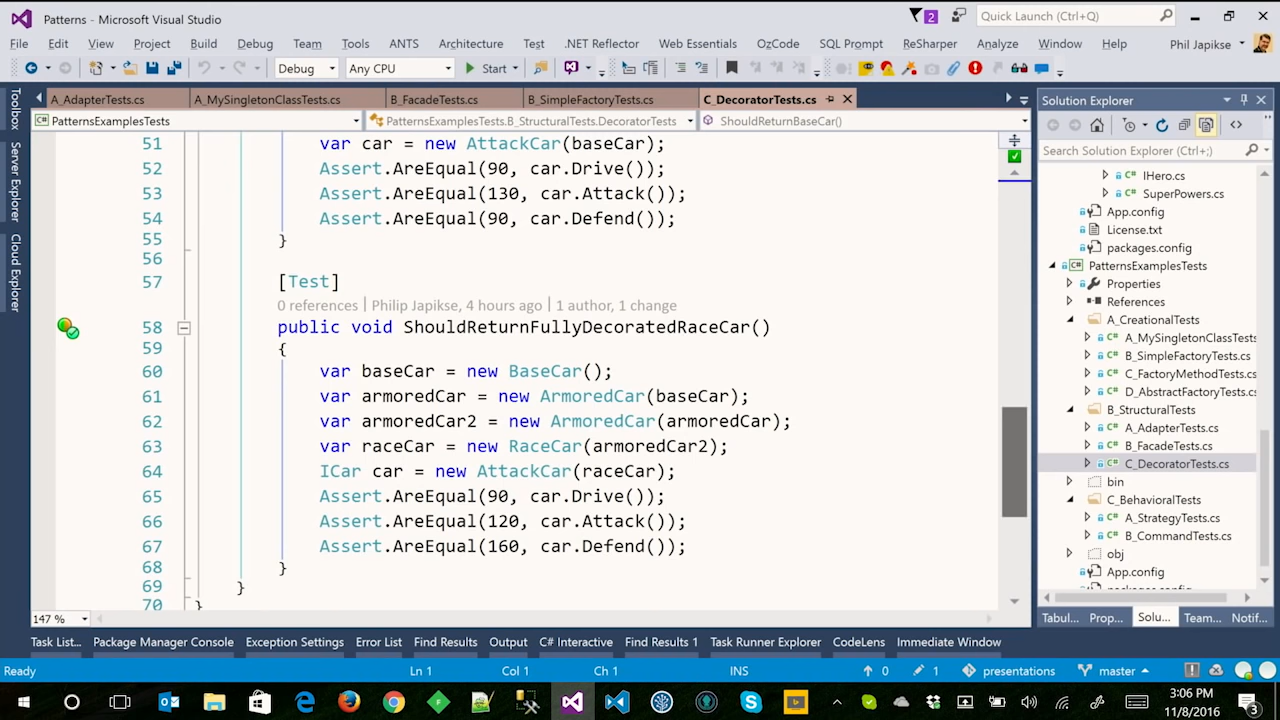 Patterns - Microsoft Visual Studio
2
Quick Launch (Ctrl+Q)
File Edit View Project Build Debug Team Tools ANTS Architecture Test .NET Reflector Web Essentials OzCode SQL Prompt ReSharper Analyze Window Help Phil Japikse
Debug Any CPU Start
A_AdapterTests.cs A_MySingletonClassTests.cs B_FacadeTests.cs B_SimpleFactoryTests.cs C_DecoratorTests.cs
PatternsExamplesTests PatternsExamplesTests.B_StructuralTests.DecoratorTests ShouldReturnBaseCar()
Toolbox
Server Explorer
Cloud Explorer
51 var car = new AttackCar(baseCar);
52 Assert.AreEqual(90, car.Drive());
53 Assert.AreEqual(130, car.Attack());
54 Assert.AreEqual(90, car.Defend());
55 }
56
57 [Test]
0 references | Philip Japikse, 4 hours ago | 1 author, 1 change
58 public void ShouldReturnFullyDecoratedRaceCar()
59 {
60 var baseCar = new BaseCar();
61 var armoredCar = new ArmoredCar(baseCar);
62 var armoredCar2 = new ArmoredCar(armoredCar);
63 var raceCar = new RaceCar(armoredCar2);
64 ICar car = new AttackCar(raceCar);
65 Assert.AreEqual(90, car.Drive());
66 Assert.AreEqual(120, car.Attack());
67 Assert.AreEqual(160, car.Defend());
68 }
69 }
70 }
147 %
Solution Explorer
Search Solution Explorer (Ctrl+;)
C# IHero.cs
C# SuperPowers.cs
App.config
License.txt
packages.config
C# PatternsExamplesTests
Properties
References
A_CreationalTests
C# A_MySingletonClassTests
C# B_SimpleFactoryTests.cs
C# C_FactoryMethodTests.cs
C# D_AbstractFactoryTests.cs
B_StructuralTests
C# A_AdapterTests.cs
C# B_FacadeTests.cs
C# C_DecoratorTests.cs
bin
C_BehavioralTests
C# A_StrategyTests.cs
C# B_CommandTests.cs
obj
App.config
packages.config
Tabul... Prop... Solu... Team... Notif...
Task List... Package Manager Console Exception Settings Error List Find Results Output C# Interactive Find Results 1 Task Runner Explorer CodeLens Immediate Window
Ready Ln 1 Col 1 Ch 1 INS 0 1 presentations master
3:06 PM
11/8/2016
3